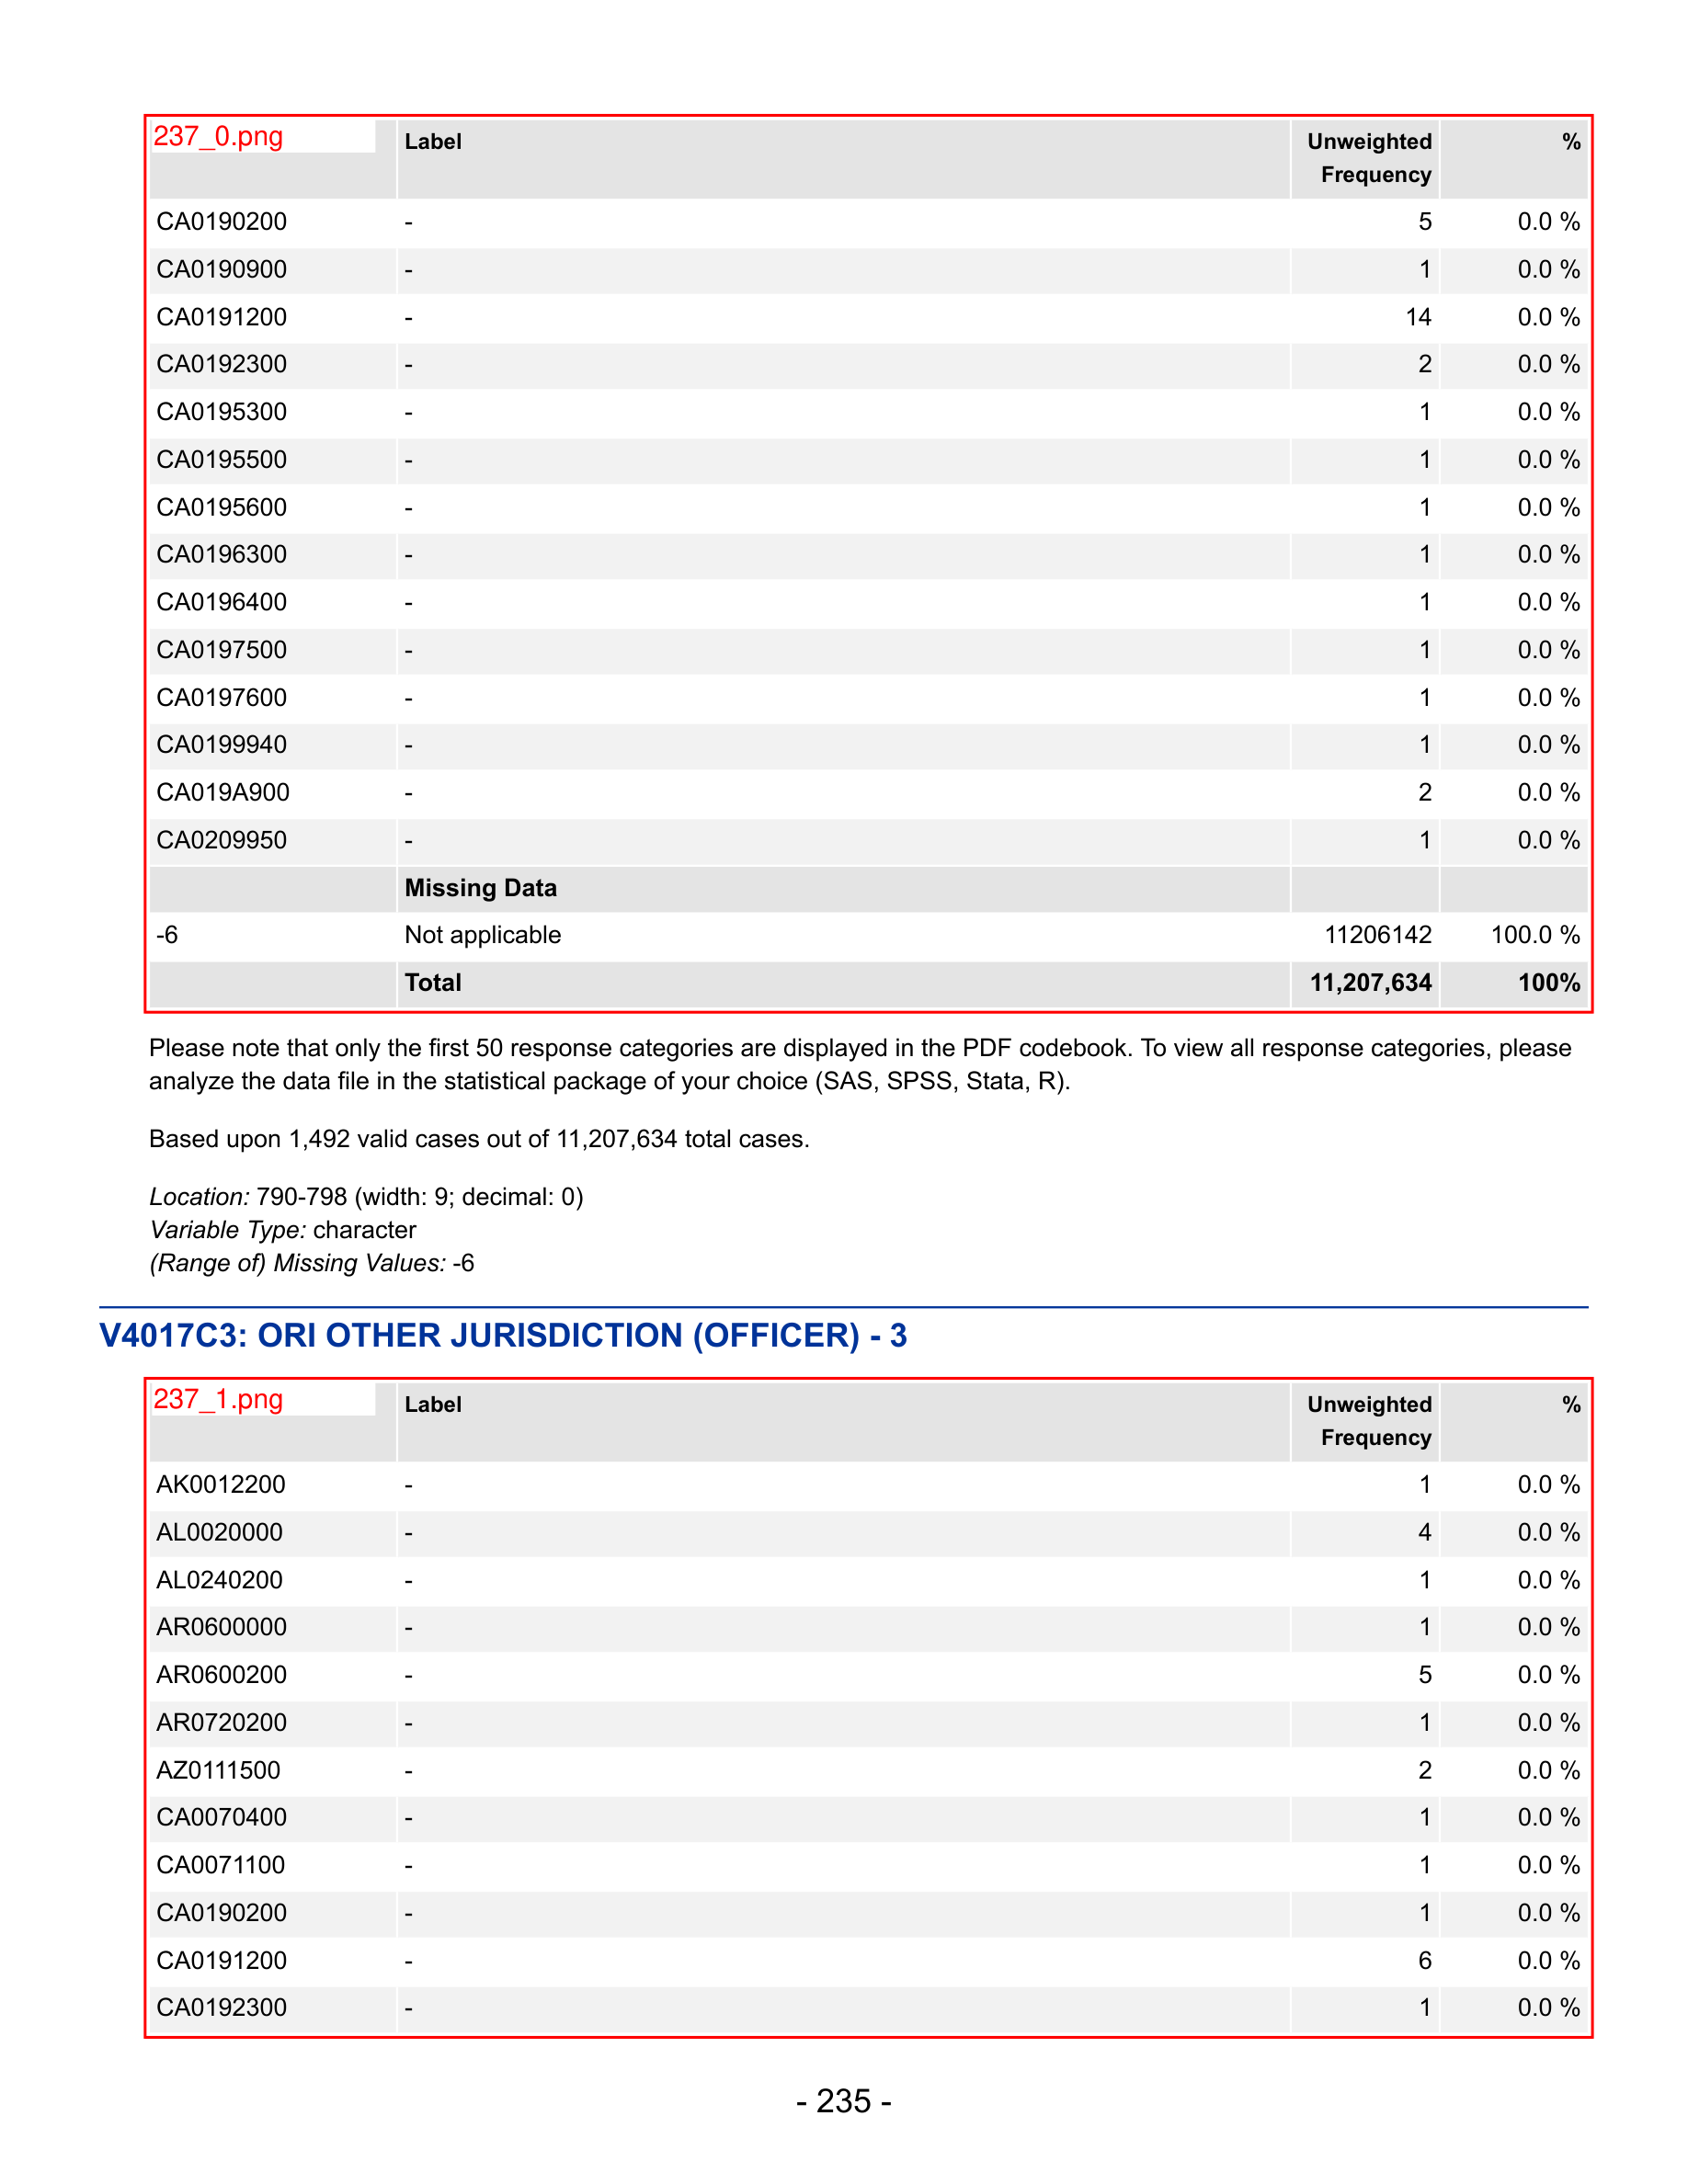 237_0.png Label Unweighted Frequency %
CA0190200 - 5 0.0 %
CA0190900 - 1 0.0 %
CA0191200 - 14 0.0 %
CA0192300 - 2 0.0 %
CA0195300 - 1 0.0 %
CA0195500 - 1 0.0 %
CA0195600 - 1 0.0 %
CA0196300 - 1 0.0 %
CA0196400 - 1 0.0 %
CA0197500 - 1 0.0 %
CA0197600 - 1 0.0 %
CA0199940 - 1 0.0 %
CA019A900 - 2 0.0 %
CA0209950 - 1 0.0 %
Missing Data
-6 Not applicable 11206142 100.0 %
Total 11,207,634 100%
Please note that only the first 50 response categories are displayed in the PDF codebook. To view all response categories, please
analyze the data file in the statistical package of your choice (SAS, SPSS, Stata, R).
Based upon 1,492 valid cases out of 11,207,634 total cases.
Location: 790-798 (width: 9; decimal: 0)
Variable Type: character
(Range of) Missing Values: -6
V4017C3: ORI OTHER JURISDICTION (OFFICER) - 3
237_1.png Label Unweighted Frequency %
AK0012200 - 1 0.0 %
AL0020000 - 4 0.0 %
AL0240200 - 1 0.0 %
AR0600000 - 1 0.0 %
AR0600200 - 5 0.0 %
AR0720200 - 1 0.0 %
AZ0111500 - 2 0.0 %
CA0070400 - 1 0.0 %
CA0071100 - 1 0.0 %
CA0190200 - 1 0.0 %
CA0191200 - 6 0.0 %
CA0192300 - 1 0.0 %
- 235 -